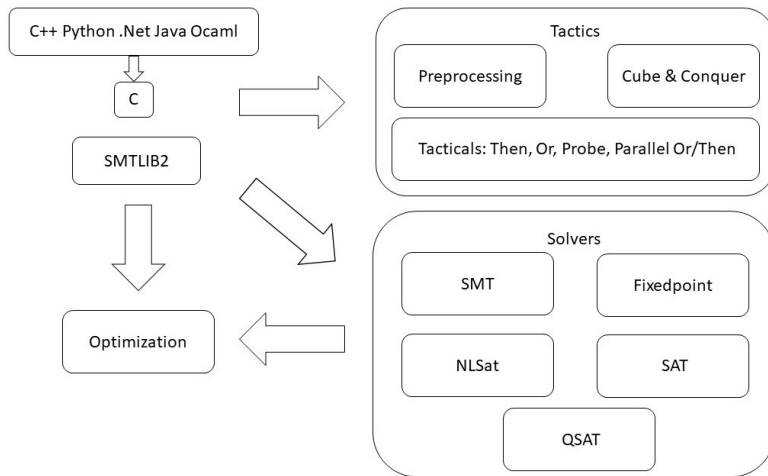 C++ Python .Net Java Ocaml
C
SMTLIB2
Optimization
Tactics
Preprocessing
Cube & Conquer
Tacticals: Then, Or, Probe, Parallel Or/Then
Solvers
SMT
Fixedpoint
NLSat
SAT
QSAT